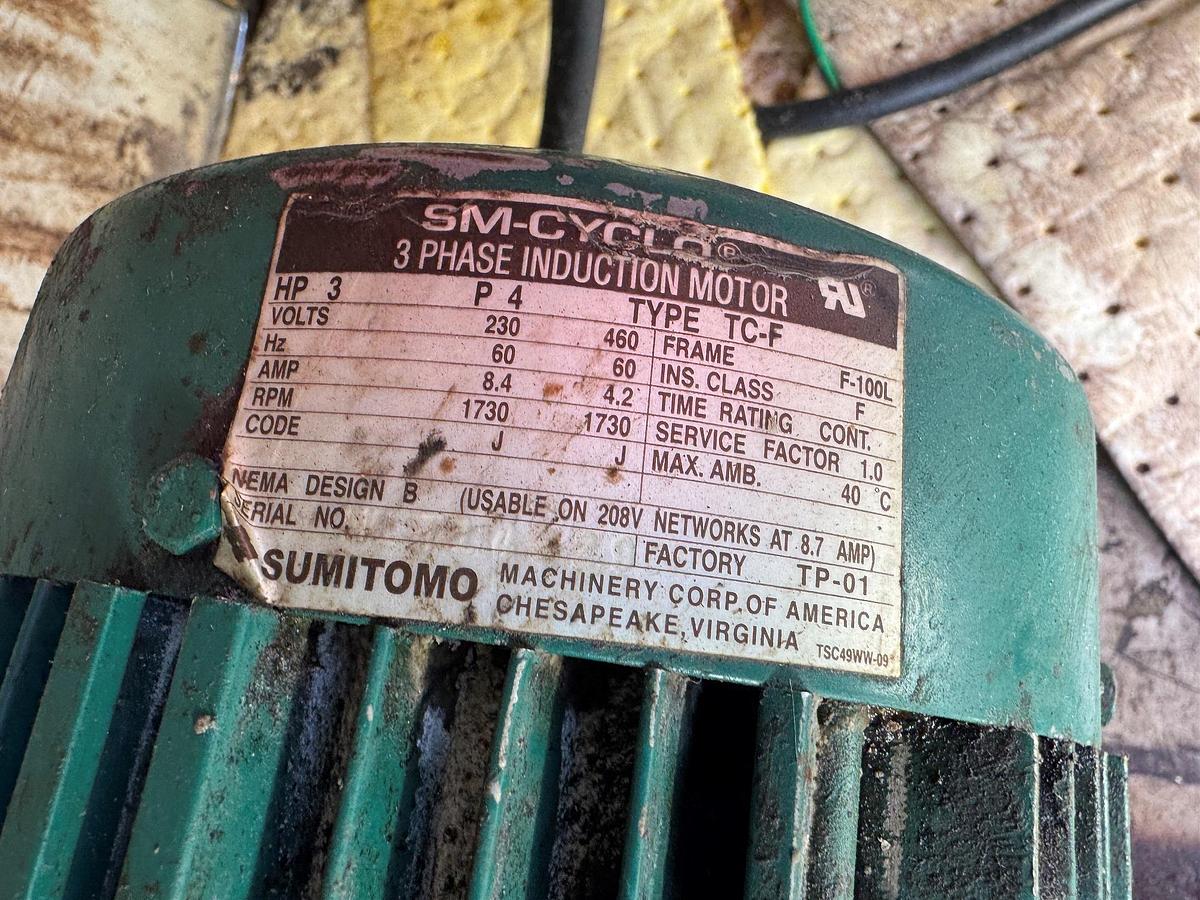 SM-CYCLO®
3 PHASE INDUCTION MOTOR
HP 3 P 4 TYPE TC-F
VOLTS 230 460 FRAME F-100L
Hz 60 60 INS. CLASS F
AMP 8.4 4.2 TIME RATING CONT.
RPM 1730 1730 SERVICE FACTOR 1.0
CODE J J MAX. AMB. 40 °C
NEMA DESIGN B (USABLE ON 208V NETWORKS AT 8.7 AMP)
SERIAL NO. FACTORY TP-01
SUMITOMO MACHINERY CORP. OF AMERICA
CHESAPEAKE, VIRGINIA TSC49WW-09